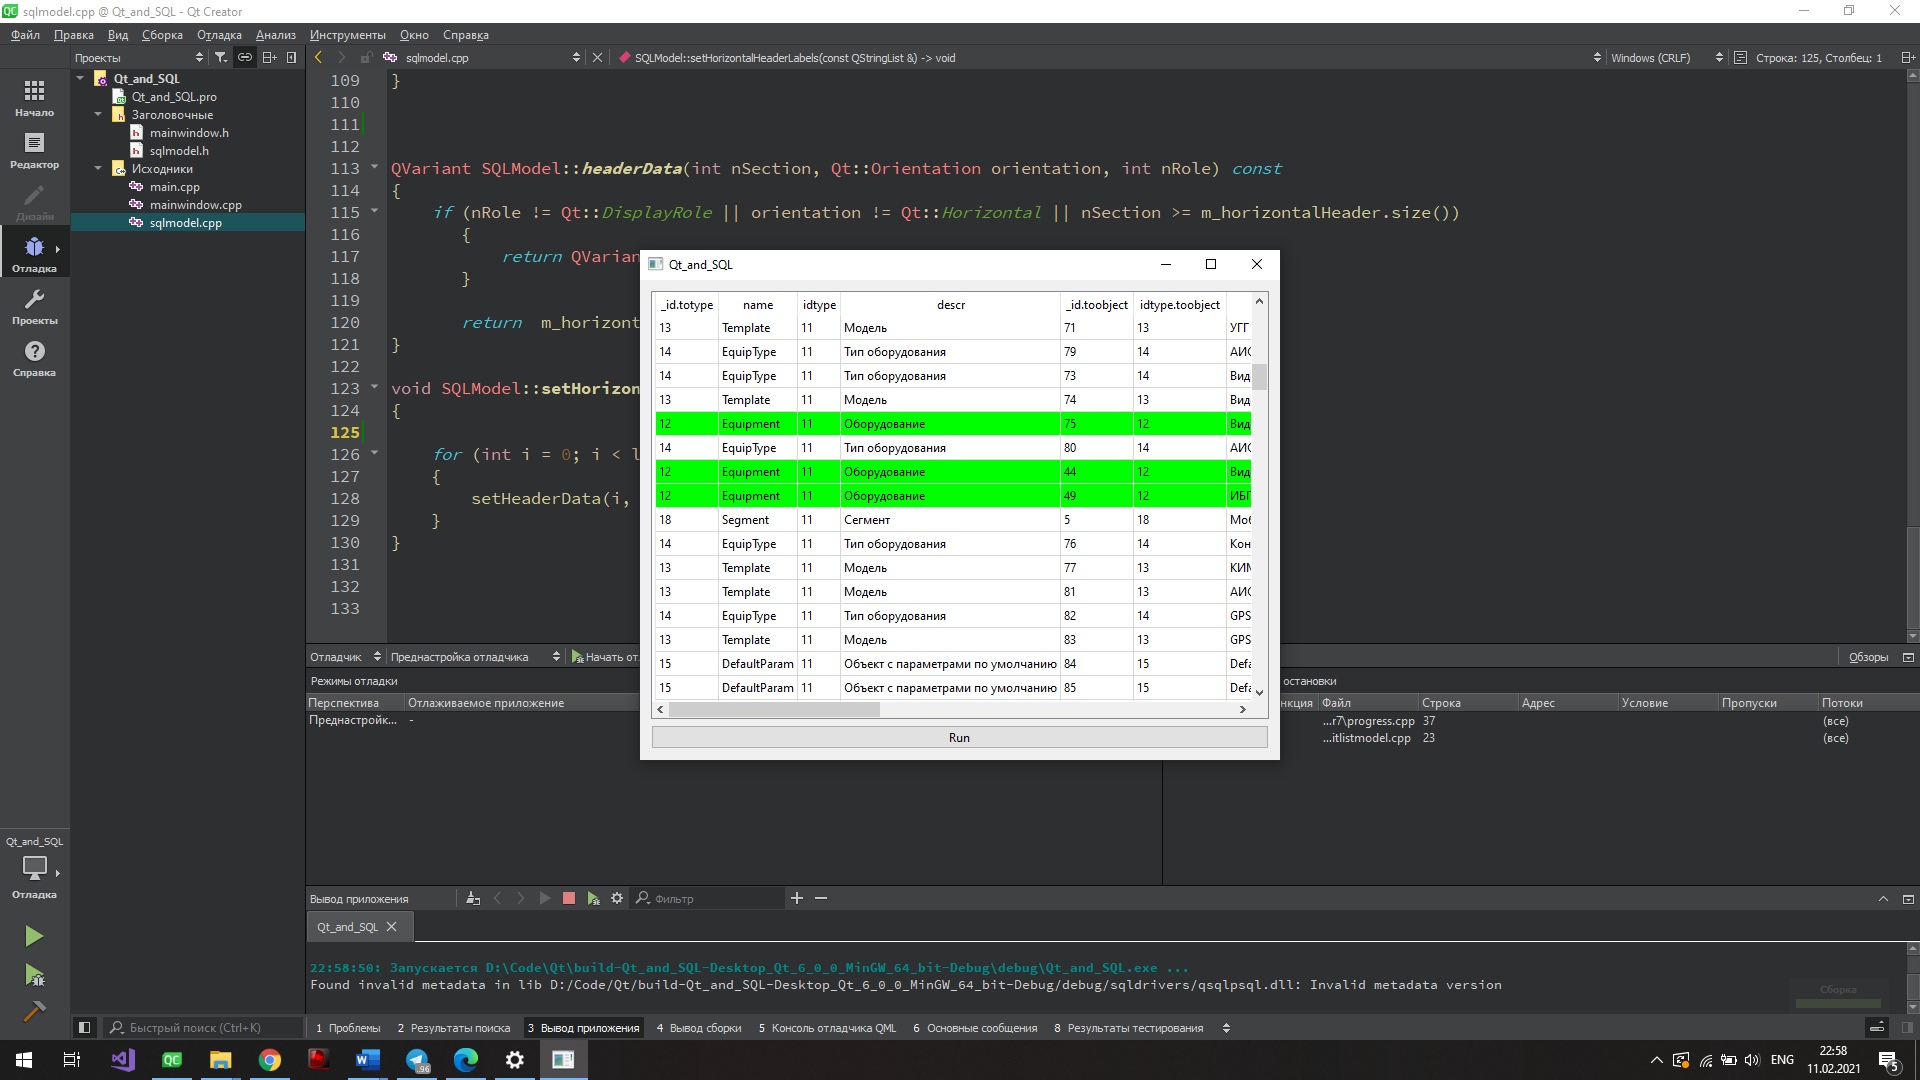 sqlmodel.cpp @ Qt_and_SQL - Qt Creator
Файл Правка Вид Сборка Отладка Анализ Инструменты Окно Справка
Проекты
sqlmodel.cpp
SQLModel::setHorizontalHeaderLabels(const QStringList &) -> void
Windows (CRLF)
Строка: 125, Столбец: 1
Начало
Редактор
Дизайн
Отладка
Проекты
Справка
Qt_and_SQL
Qt_and_SQL.pro
Заголовочные
mainwindow.h
sqlmodel.h
Исходники
main.cpp
mainwindow.cpp
sqlmodel.cpp
109 }
110
111
112
113 QVariant SQLModel::headerData(int nSection, Qt::Orientation orientation, int nRole) const
114 {
115 if (nRole != Qt::DisplayRole || orientation != Qt::Horizontal || nSection >= m_horizontalHeader.size())
116 {
117 return QVarian
118 }
119
120 return m_horizont
121 }
122
123 void SQLModel::setHorizon
124 {
125
126 for (int i = 0; i < l
127 {
128 setHeaderData(i,
129 }
130 }
131
132
133
Qt_and_SQL
_id.totype name idtype descr _id.toobject idtype.toobject
13 Template 11 Модель 71 13 УГГ
14 EquipType 11 Тип оборудования 79 14 АИС
14 EquipType 11 Тип оборудования 73 14 Вид
13 Template 11 Модель 74 13 Вид
12 Equipment 11 Оборудование 75 12 Вид
14 EquipType 11 Тип оборудования 80 14 АИС
12 Equipment 11 Оборудование 44 12 Вид
12 Equipment 11 Оборудование 49 12 ИБП
18 Segment 11 Сегмент 5 18 Моб
14 EquipType 11 Тип оборудования 76 14 Кон
13 Template 11 Модель 77 13 КИМ
13 Template 11 Модель 81 13 АИС
14 EquipType 11 Тип оборудования 82 14 GPS
13 Template 11 Модель 83 13 GPS
15 DefaultParam 11 Объект с параметрами по умолчанию 84 15 Defa
15 DefaultParam 11 Объект с параметрами по умолчанию 85 15 Defa
Run
Отладчик Преднастройка отладчика Начать от
Обзоры
Режимы отладки
остановки
Перспектива Отлаживаемое приложение
нкция Файл Строка Адрес Условие Пропуски Потоки
Преднастройк... -
...r7\progress.cpp 37 (все)
...itlistmodel.cpp 23 (все)
Qt_and_SQL
Отладка
Вывод приложения
Фильтр
Qt_and_SQL
22:58:50: Запускается D:\Code\Qt\build-Qt_and_SQL-Desktop_Qt_6_0_0_MinGW_64_bit-Debug\debug\Qt_and_SQL.exe ...
Found invalid metadata in lib D:/Code/Qt/build-Qt_and_SQL-Desktop_Qt_6_0_0_MinGW_64_bit-Debug/debug/sqldrivers/qsqlpsql.dll: Invalid metadata version
Сборка
Быстрый поиск (Ctrl+K)
1 Проблемы 2 Результаты поиска 3 Вывод приложения 4 Вывод сборки 5 Консоль отладчика QML 6 Основные сообщения 8 Результаты тестирования
96
ENG
22:58
11.02.2021
5